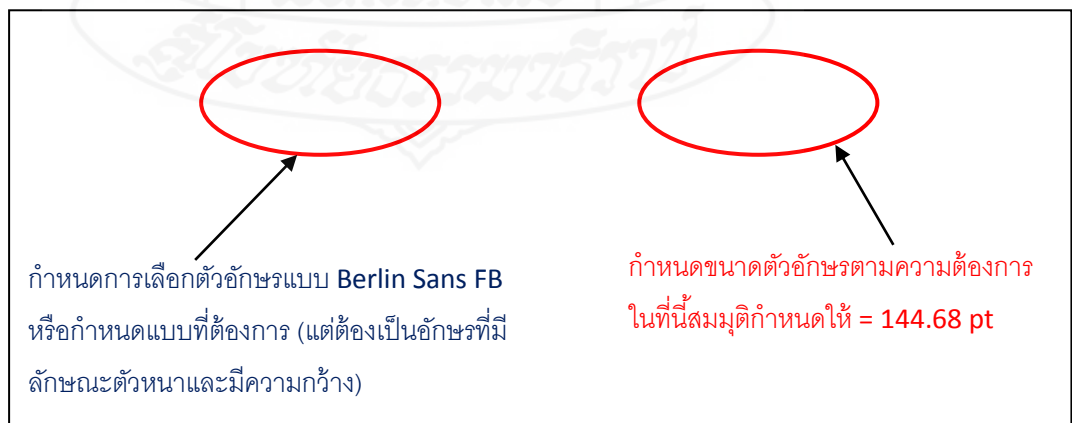 กำหนดการเลือกตัวอักษรแบบ Berlin Sans FB
หรือกำหนดแบบที่ต้องการ (แต่ต้องเป็นอักษรที่มี
ลักษณะตัวหนาและมีความกว้าง)
กำหนดขนาดตัวอักษรตามความต้องการ
ในที่นี้สมมุติกำหนดให้ = 144.68 pt